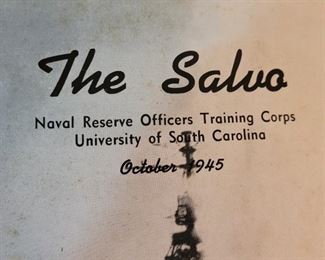 The Salvo
Naval Reserve Officers Training Corps
University of South Carolina
October 1945